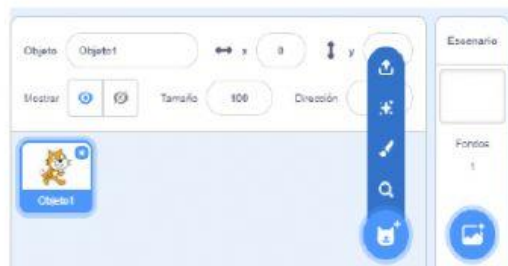 Objeto Objeto1 x 0 y Escenario
Mostrar Tamaño 100 Dirección
Fondos
1
Objeto1